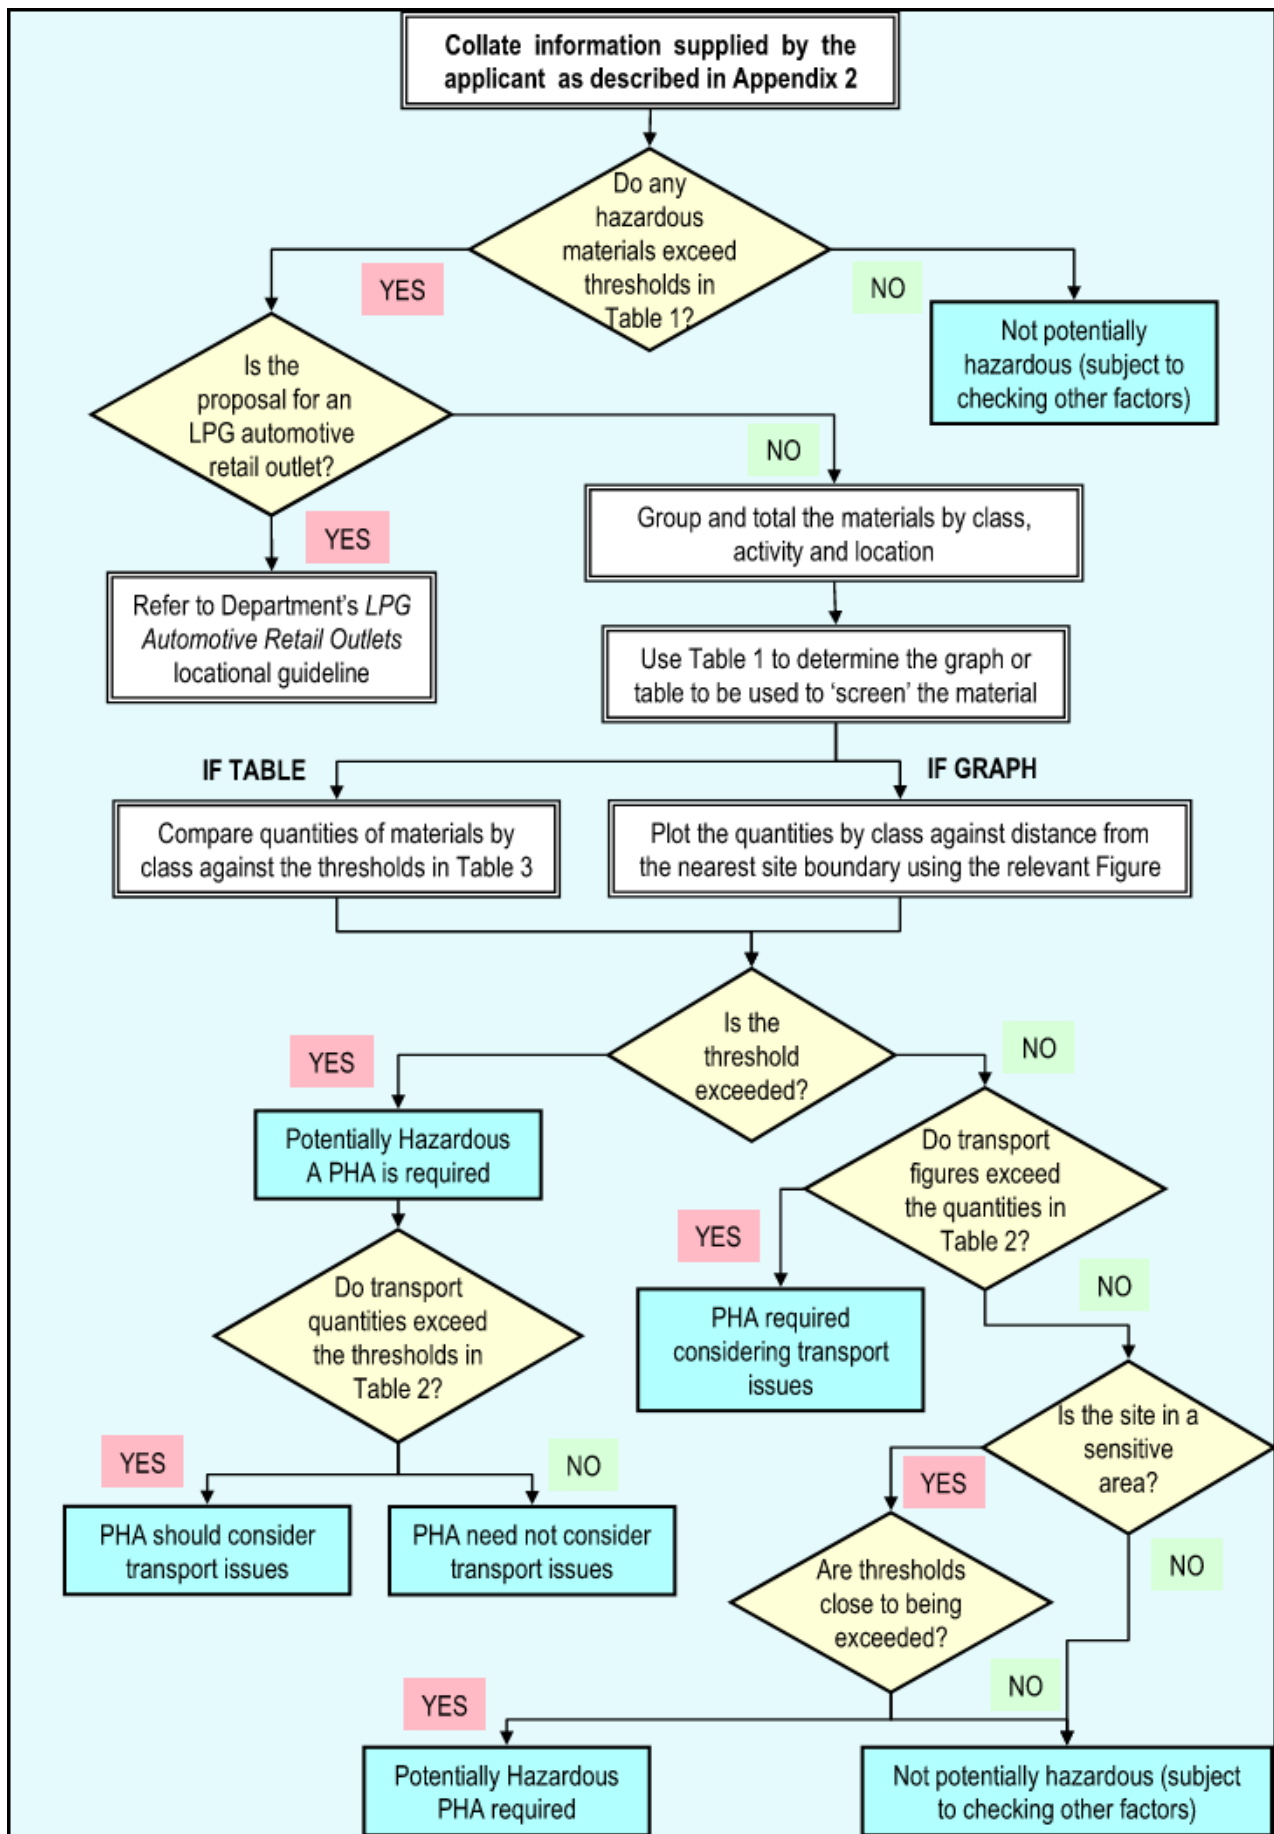 Collate information supplied by the
applicant as described in Appendix 2
Do any
hazardous
materials exceed
thresholds in
Table 1?
YES
NO
Not potentially
hazardous (subject to
checking other factors)
Is the
proposal for an
LPG automotive
retail outlet?
NO
YES
Group and total the materials by class,
activity and location
Refer to Department's LPG
Automotive Retail Outlets
locational guideline
Use Table 1 to determine the graph or
table to be used to ‘screen’ the material
IF TABLE
IF GRAPH
Compare quantities of materials by
class against the thresholds in Table 3
Plot the quantities by class against distance from
the nearest site boundary using the relevant Figure
Is the
threshold
exceeded?
YES
NO
Potentially Hazardous
A PHA is required
Do transport
figures exceed
the quantities in
Table 2?
YES
NO
Do transport
quantities exceed
the thresholds in
Table 2?
PHA required
considering transport
issues
Is the site in a
sensitive
area?
YES
NO
YES
NO
PHA should consider
transport issues
PHA need not consider
transport issues
Are thresholds
close to being
exceeded?
YES
NO
Potentially Hazardous
PHA required
Not potentially hazardous (subject
to checking other factors)